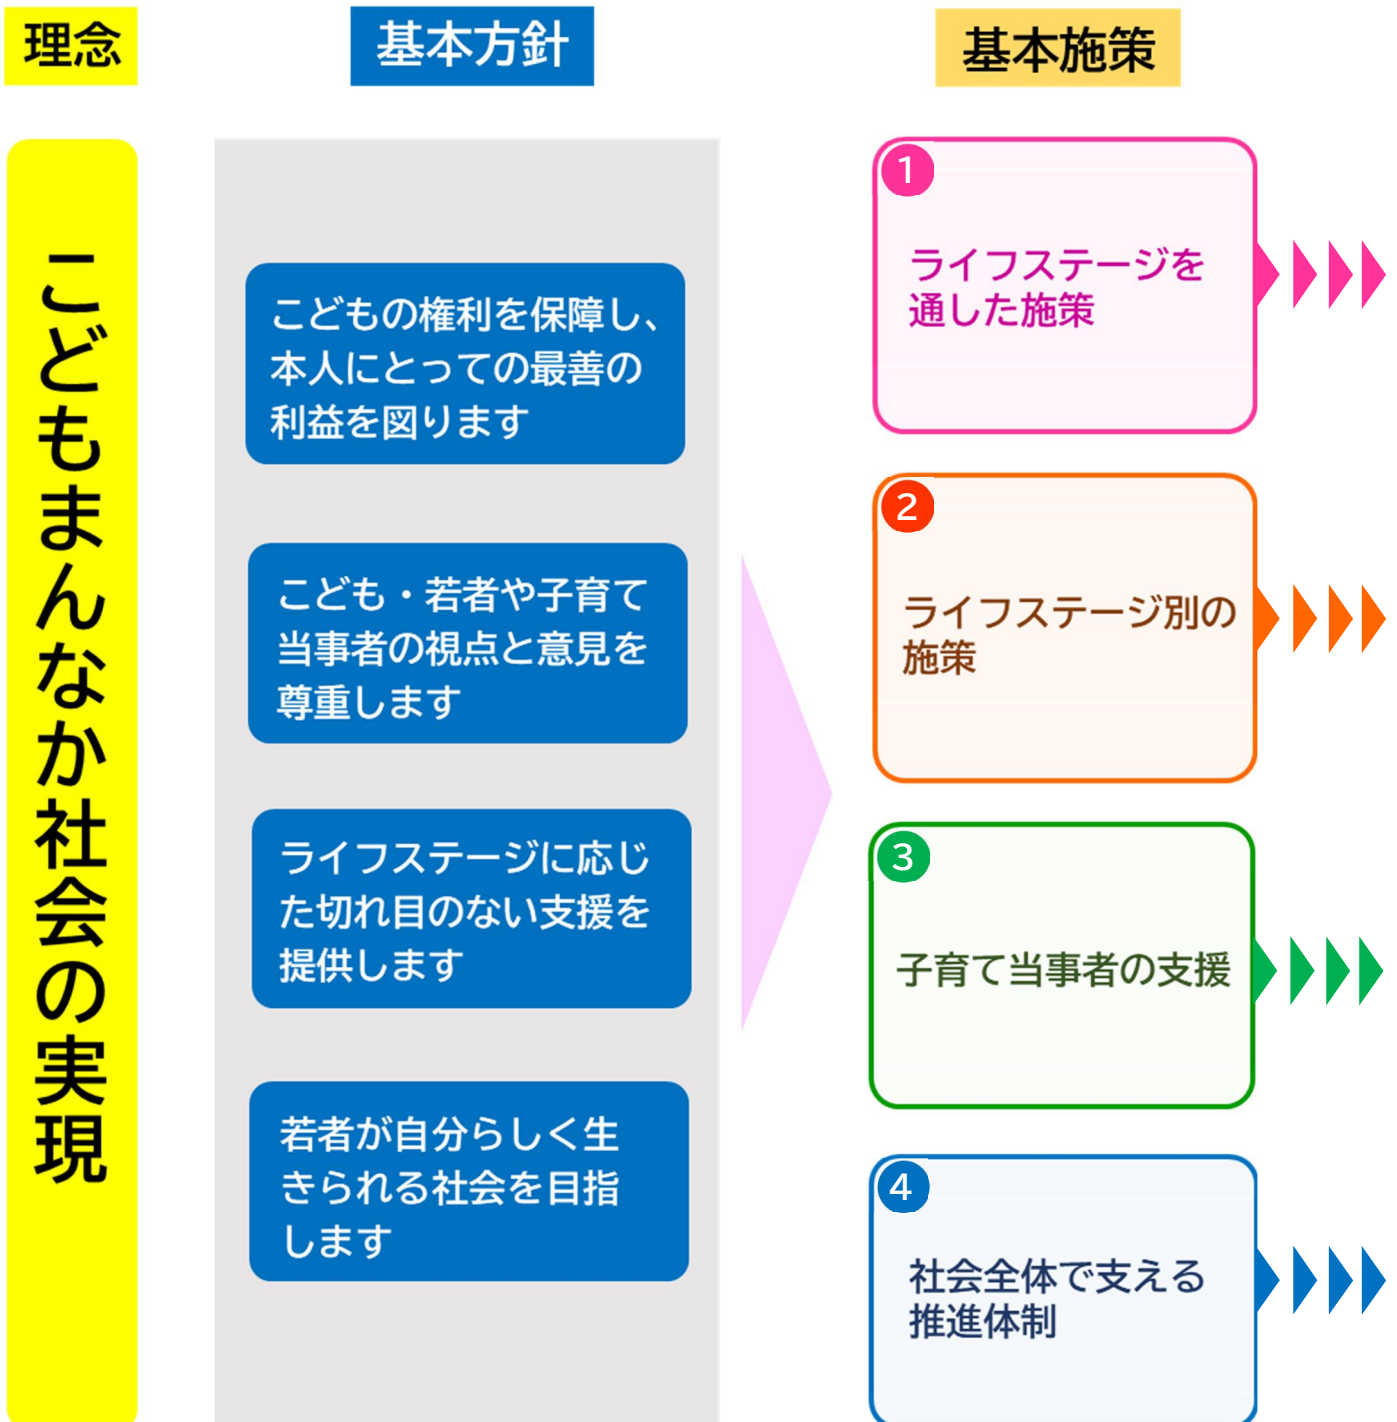 理念
基本方針
基本施策
こどもまんなか社会の実現
こどもの権利を保障し、
本人にとっての最善の
利益を図ります
こども・若者や子育て
当事者の視点と意見を
尊重します
ライフステージに応じ
た切れ目のない支援を
提供します
若者が自分らしく生
きられる社会を目指
します
1
ライフステージを
通した施策
2
ライフステージ別の
施策
3
子育て当事者の支援
4
社会全体で支える
推進体制